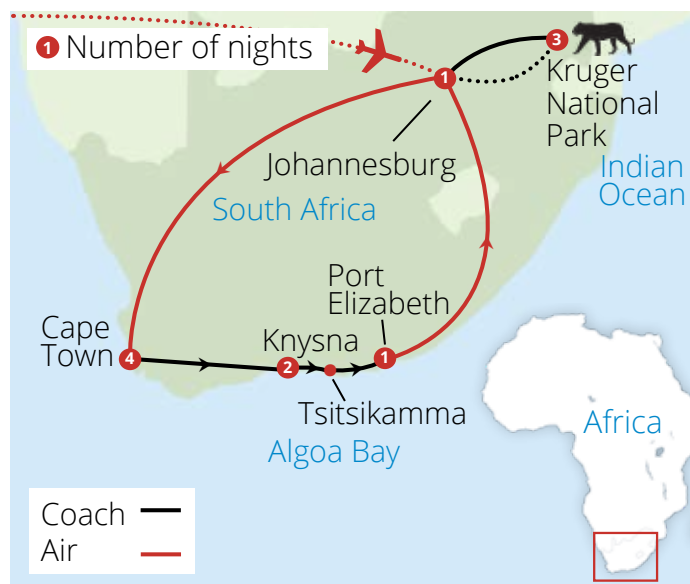 1 Number of nights
3
Kruger
National
Park
1
Johannesburg
Indian
Ocean
South Africa
Port
Elizabeth
Cape
Town
4
Knysna
2
1
Tsitsikamma
Algoa Bay
Africa
Coach
Air